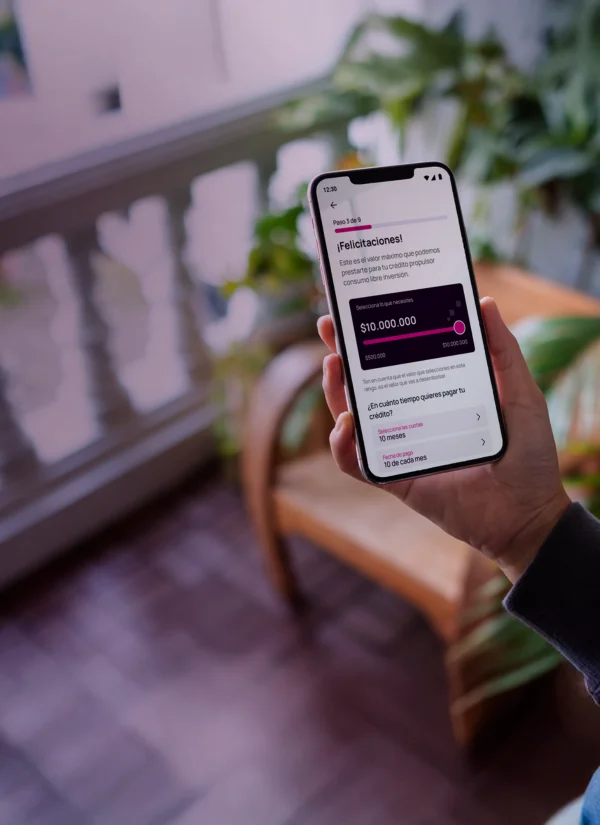 12:30
Paso 3 de 9
¡Felicitaciones!
Este es el valor máximo que podemos
prestarte para tu crédito propulsor
consumo libre inversión.
Selecciona lo que necesites
$10.000.000
$500.000
$10.000.000
Ten en cuenta que el valor que selecciones en este
rango, no el valor que vas a desembolsar
¿En cuánto tiempo quieres pagar tu
crédito?
Selecciona las cuotas
10 meses
Fecha de pago
10 de cada mes